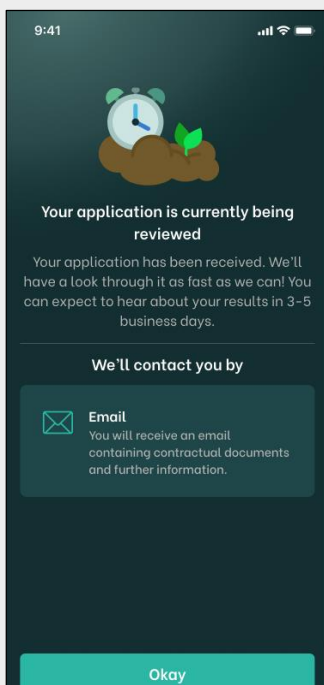 9:41
Your application is currently being
reviewed
Your application has been received. We'll
have a look through it as fast as we can! You
can expect to hear about your results in 3-5
business days.
We'll contact you by
Email
You will receive an email
containing contractual documents
and further information.
Okay